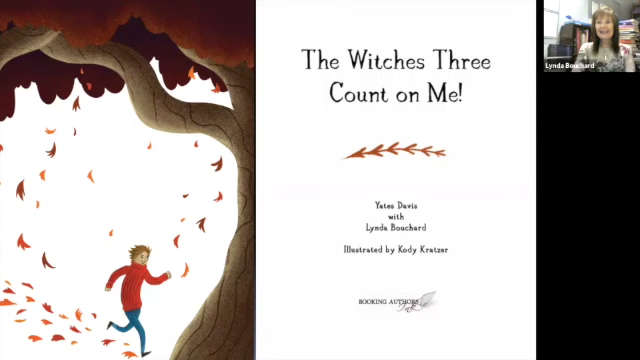 The Witches Three
Count on Me!
Yates Davis
with
Lynda Bouchard
Illustrated by Kody Kratzer
BOOKING AUTHORS
Ink
Lynda Bouchard